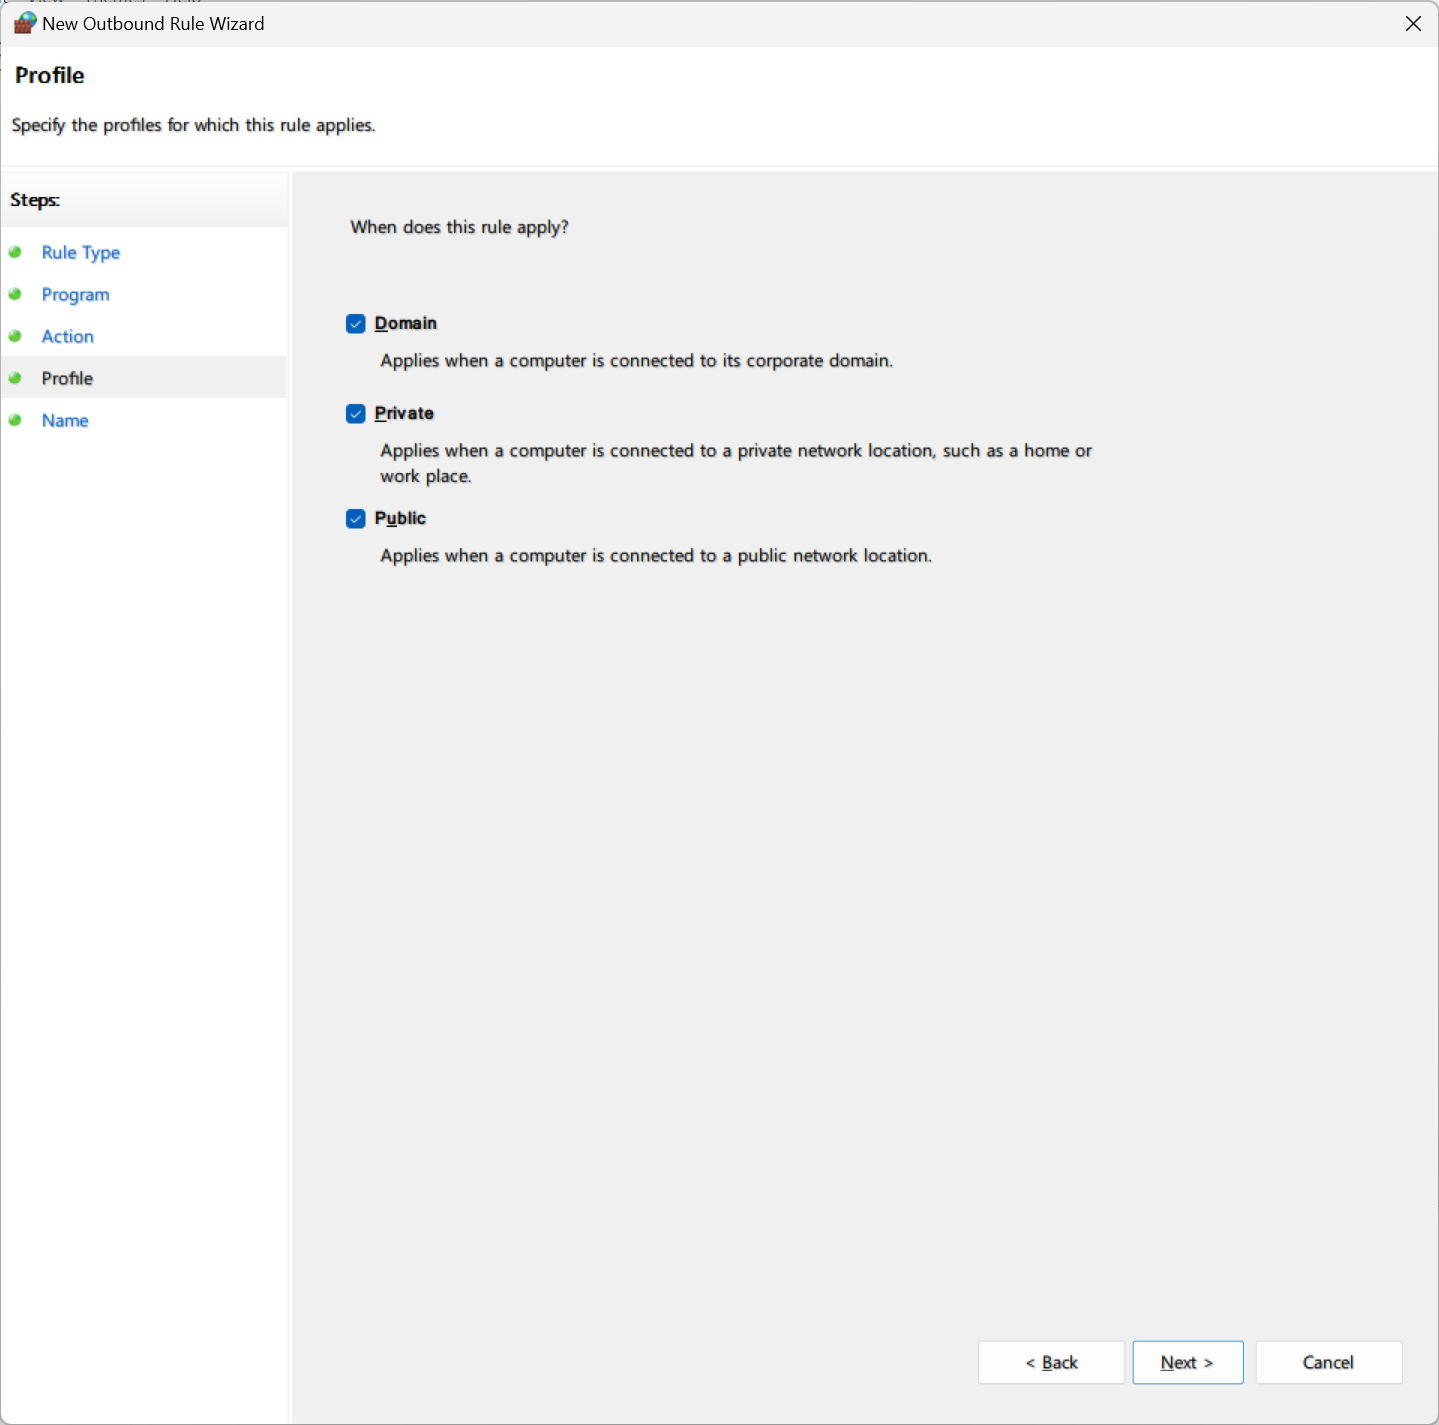 New Outbound Rule Wizard
Profile
Specify the profiles for which this rule applies.
Steps:
Rule Type
Program
Action
Profile
Name
When does this rule apply?
Domain
Applies when a computer is connected to its corporate domain.
Private
Applies when a computer is connected to a private network location, such as a home or
work place.
Public
Applies when a computer is connected to a public network location.
< Back
Next >
Cancel